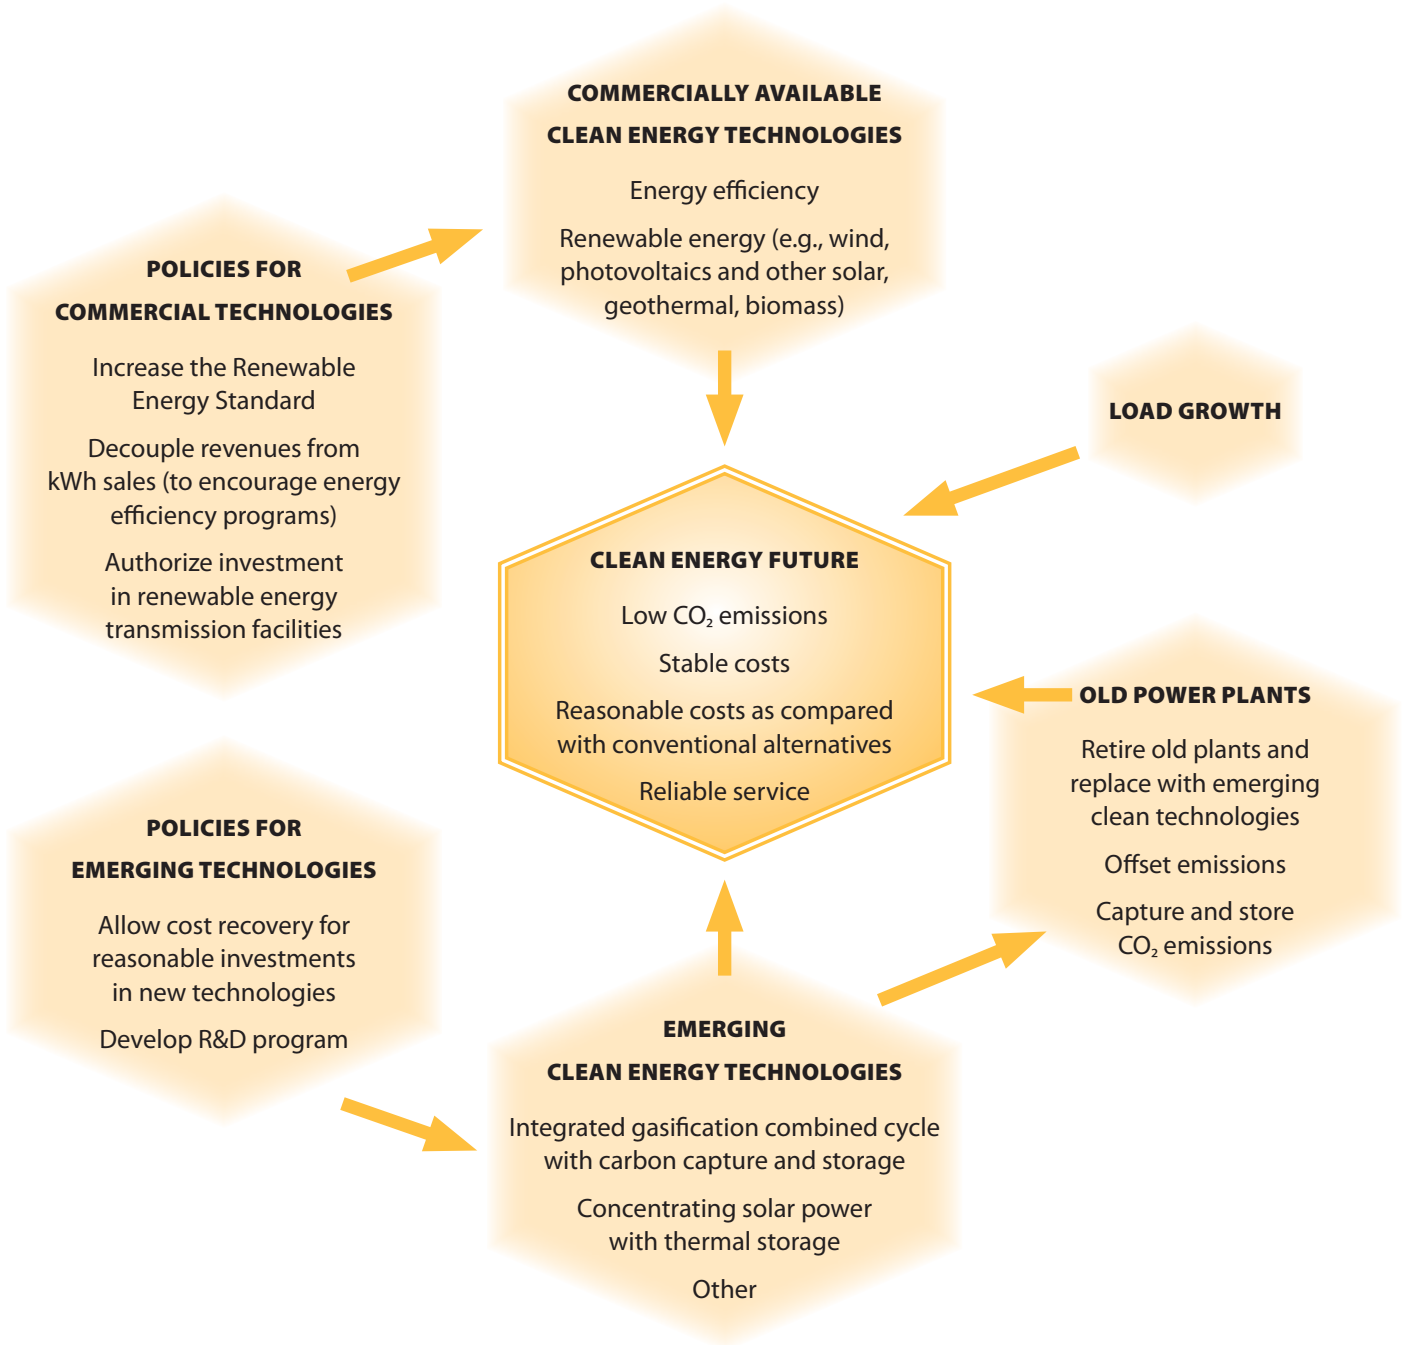 COMMERCIALLY AVAILABLE
CLEAN ENERGY TECHNOLOGIES
Energy efficiency
Renewable energy (e.g., wind,
photovoltaics and other solar,
geothermal, biomass)
POLICIES FOR
COMMERCIAL TECHNOLOGIES
Increase the Renewable
Energy Standard
Decouple revenues from
kWh sales (to encourage energy
efficiency programs)
Authorize investment
in renewable energy
transmission facilities
LOAD GROWTH
CLEAN ENERGY FUTURE
Low CO₂ emissions
Stable costs
Reasonable costs as compared
with conventional alternatives
Reliable service
OLD POWER PLANTS
Retire old plants and
replace with emerging
clean technologies
Offset emissions
Capture and store
CO₂ emissions
POLICIES FOR
EMERGING TECHNOLOGIES
Allow cost recovery for
reasonable investments
in new technologies
Develop R&D program
EMERGING
CLEAN ENERGY TECHNOLOGIES
Integrated gasification combined cycle
with carbon capture and storage
Concentrating solar power
with thermal storage
Other